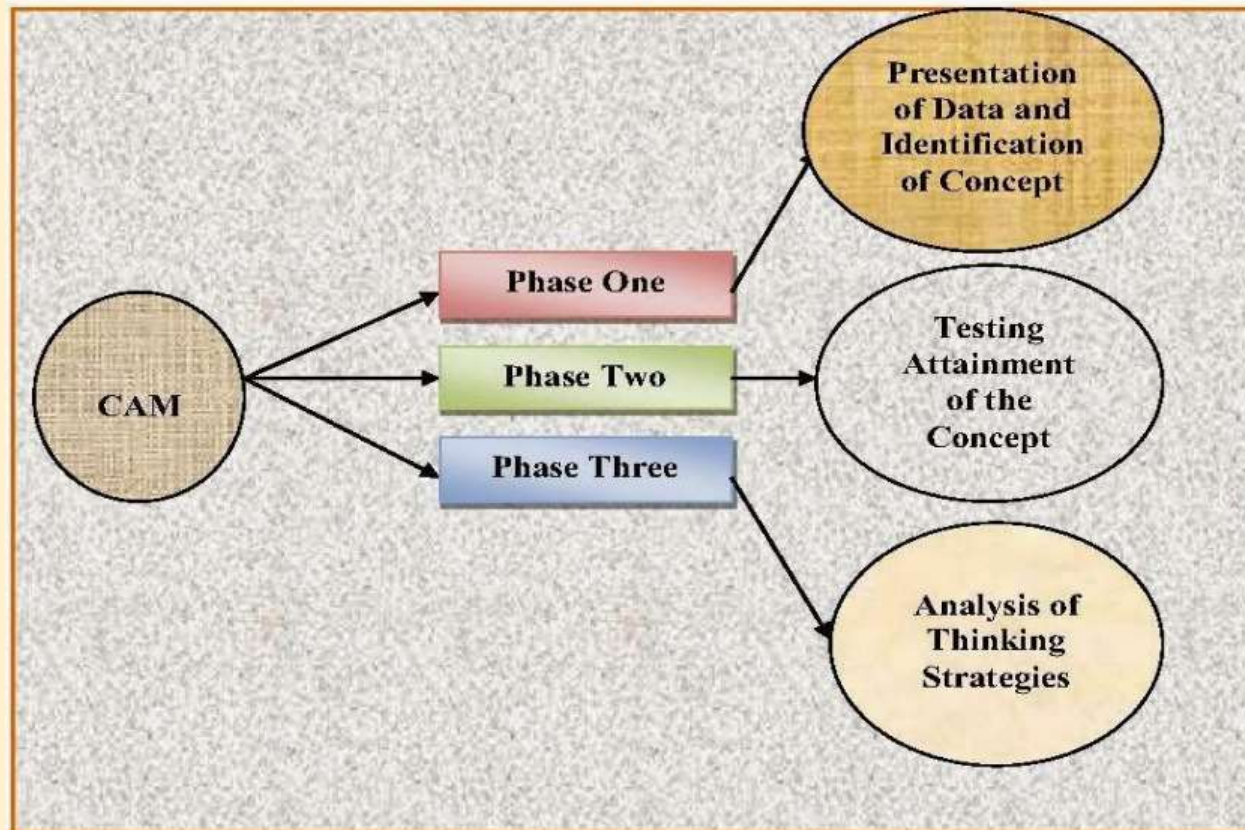 CAM
Phase One
Phase Two
Phase Three
Presentation
of Data and
Identification
of Concept
Testing
Attainment
of the
Concept
Analysis of
Thinking
Strategies